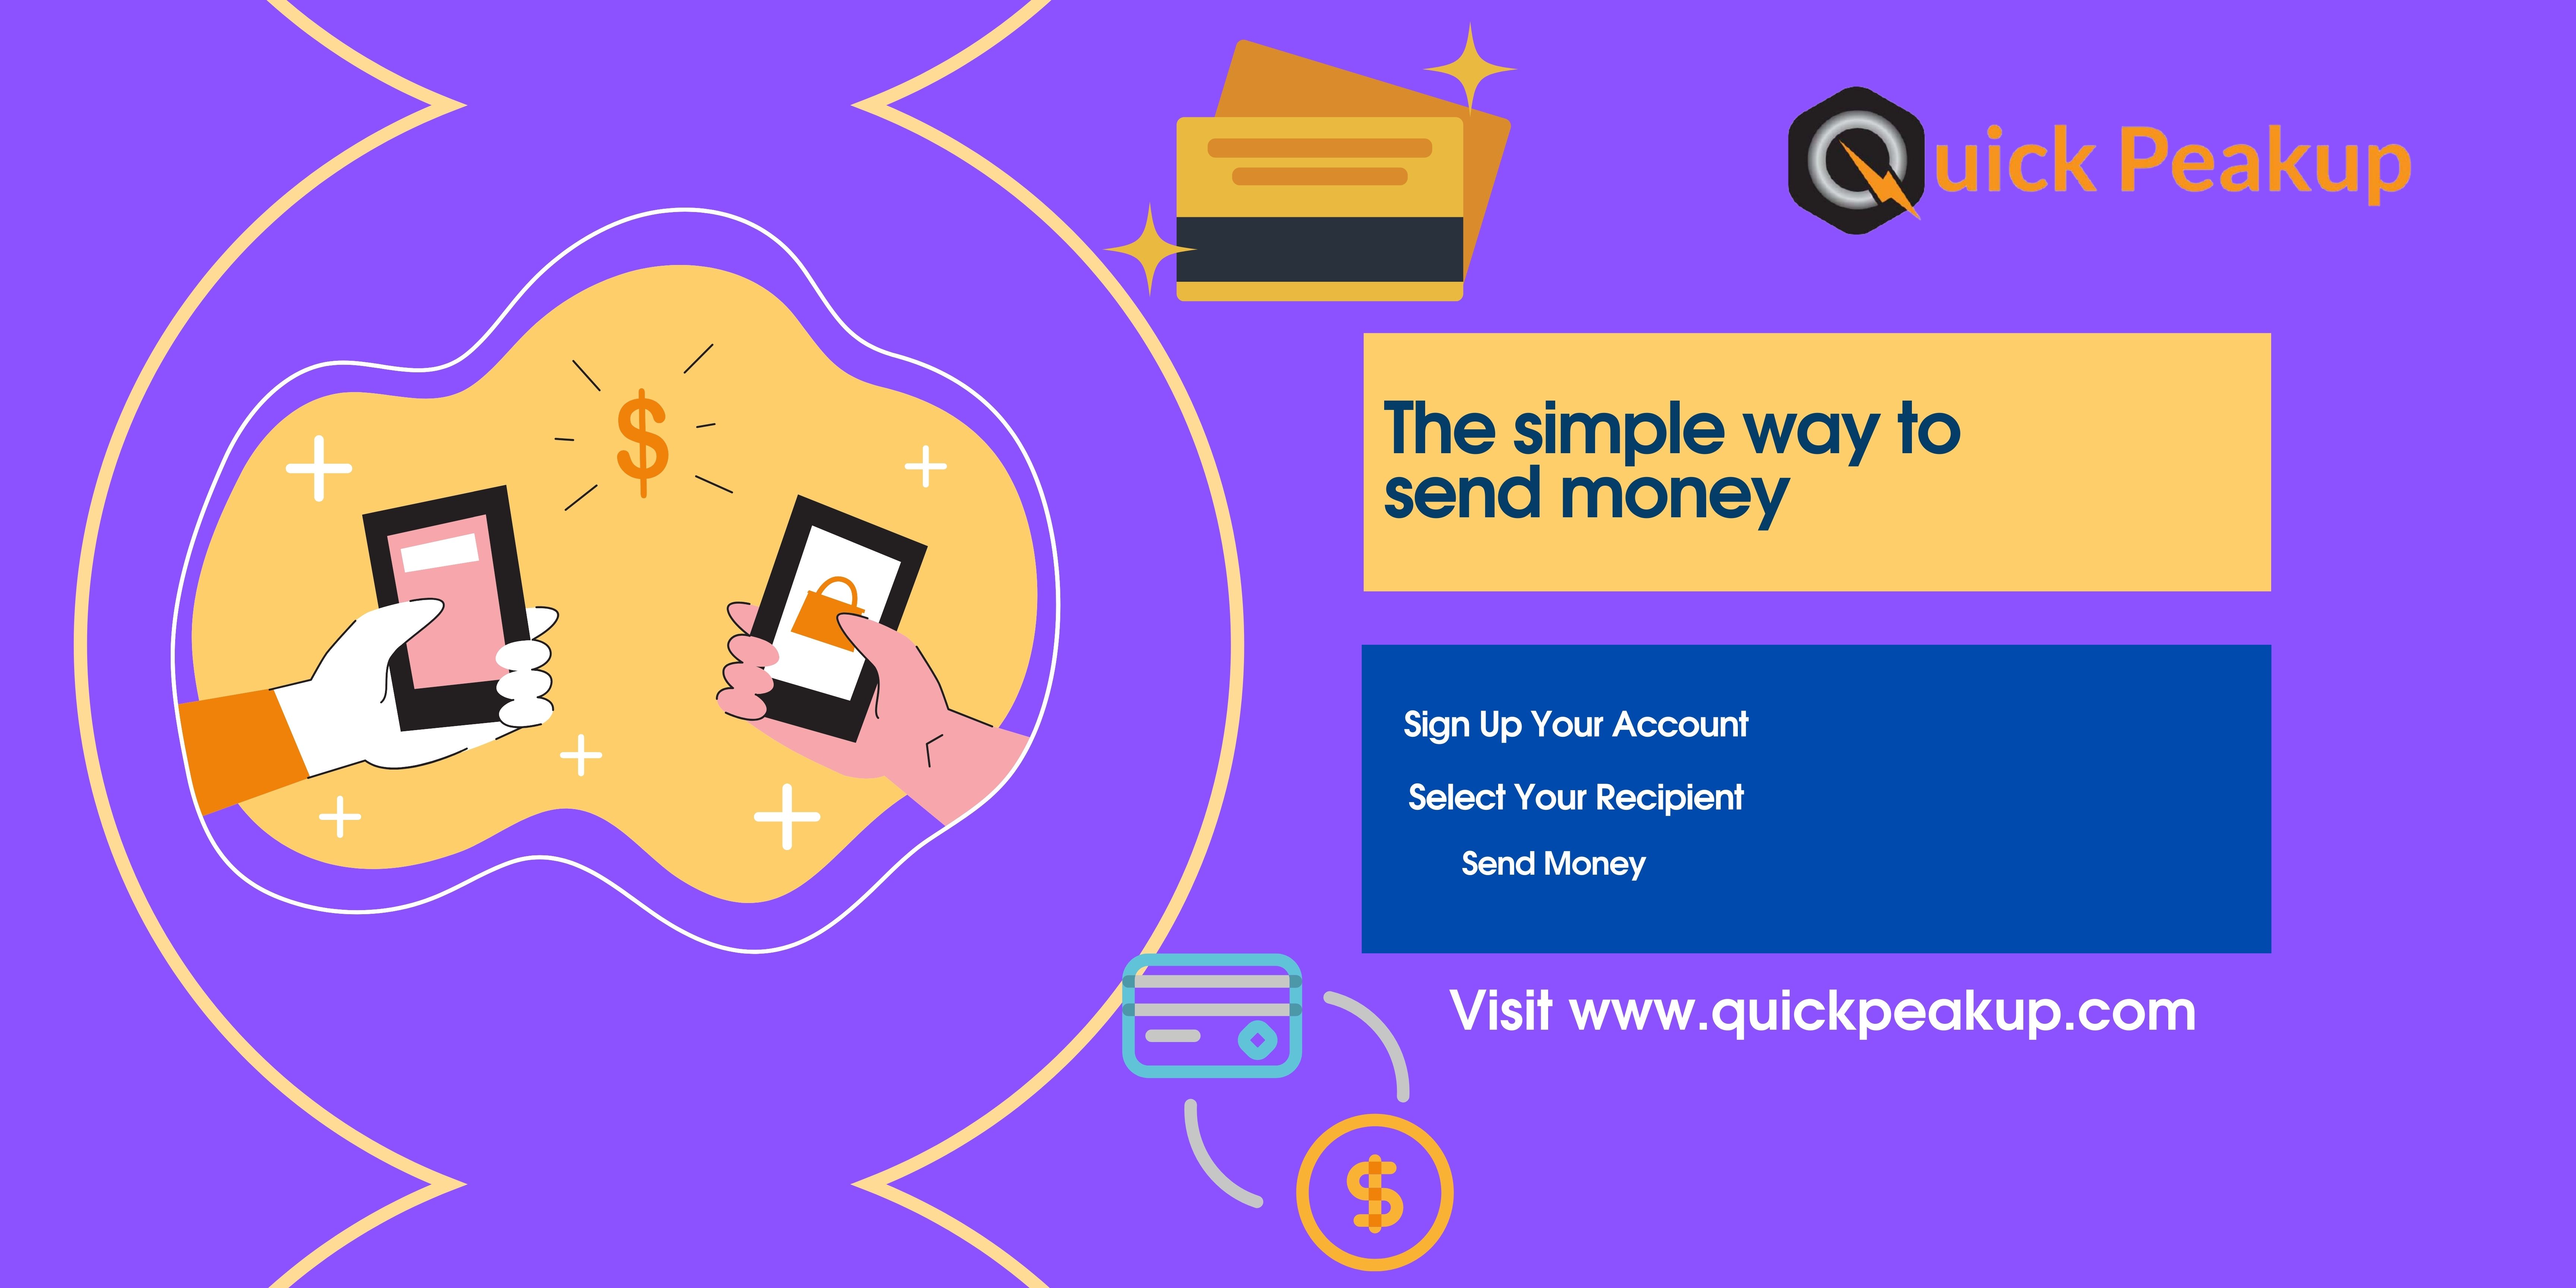 Quick Peakup
The simple way to
send money
Sign Up Your Account
Select Your Recipient
Send Money
Visit www.quickpeakup.com